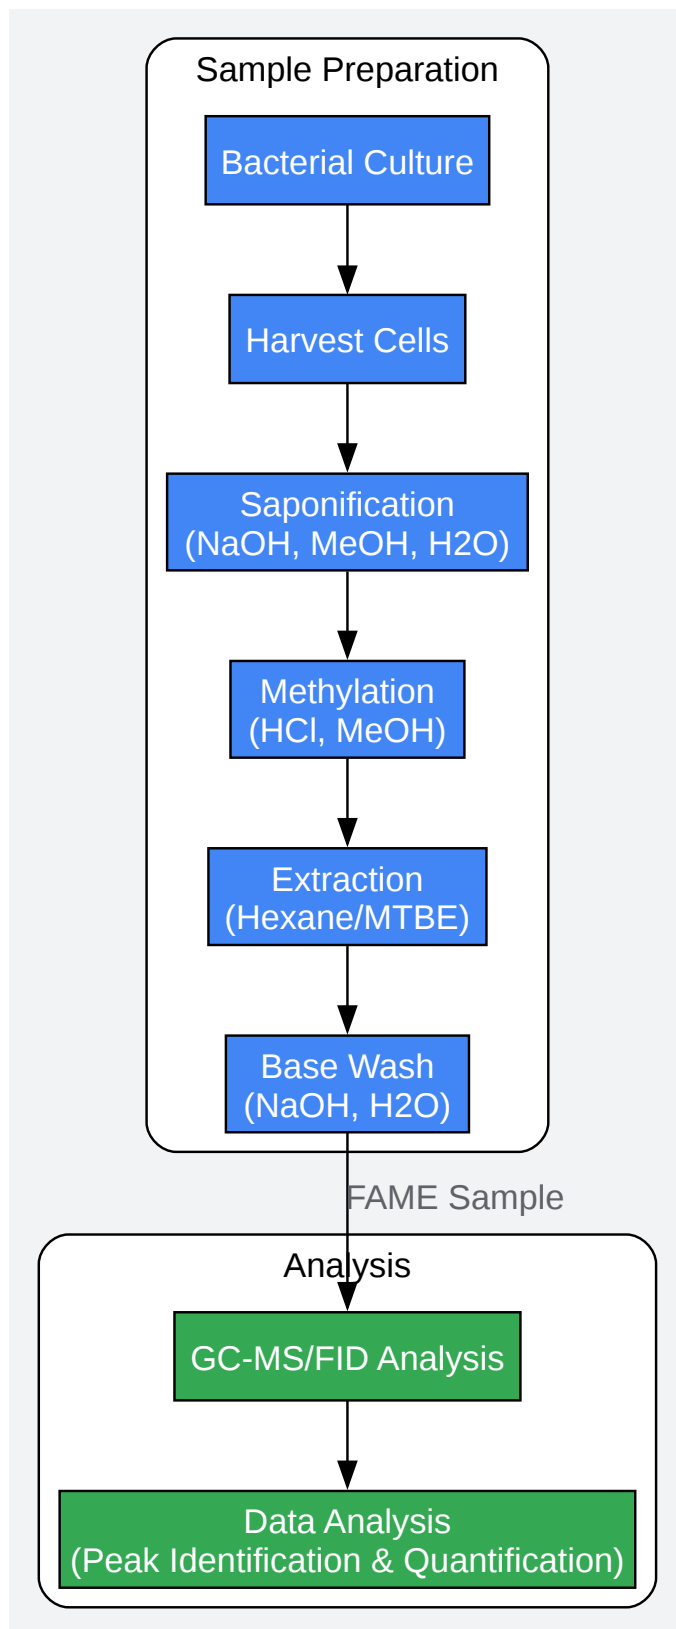 Sample Preparation
Bacterial Culture
Harvest Cells
Saponification
(NaOH, MeOH, H2O)
Methylation
(HCl, MeOH)
Extraction
(Hexane/MTBE)
Base Wash
(NaOH, H2O)
FAME Sample
Analysis
GC-MS/FID Analysis
Data Analysis
(Peak Identification & Quantification)